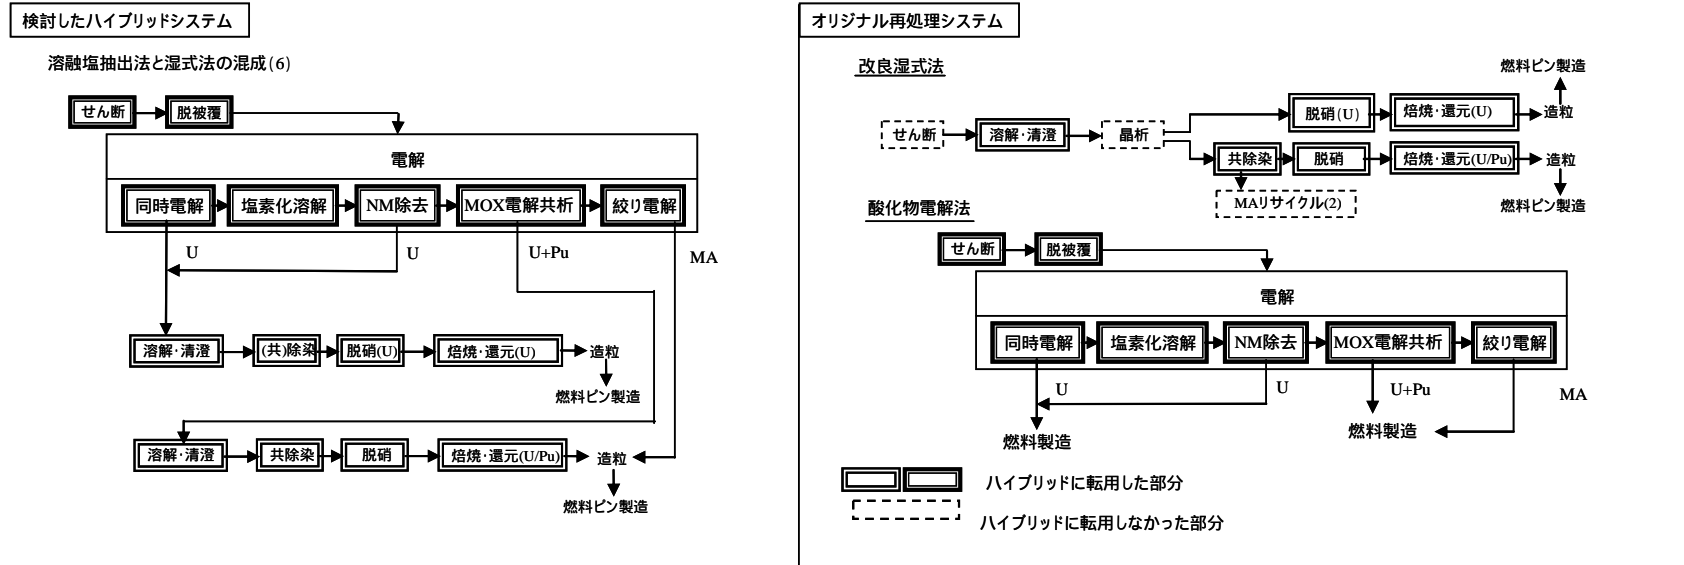 検討したハイブリッドシステム
溶融塩抽出法と湿式法の混成(6)
せん断
脱被覆
電解
同時電解
塩素化溶解
NM除去
MOX電解共析
絞り電解
U
U
U+Pu
MA
溶解・清澄
(共)除染
脱硝(U)
焙焼・還元(U)
造粒
燃料ピン製造
溶解・清澄
共除染
脱硝
焙焼・還元(U/Pu)
造粒
燃料ピン製造
オリジナル再処理システム
改良湿式法
燃料ピン製造
せん断
溶解・清澄
晶析
脱硝(U)
焙焼・還元(U)
造粒
共除染
脱硝
焙焼・還元(U/Pu)
造粒
MAリサイクル(2)
燃料ピン製造
酸化物電解法
せん断
脱被覆
電解
同時電解
塩素化溶解
NM除去
MOX電解共析
絞り電解
U
U
U+Pu
MA
燃料製造
燃料製造
ハイブリッドに転用した部分
ハイブリッドに転用しなかった部分